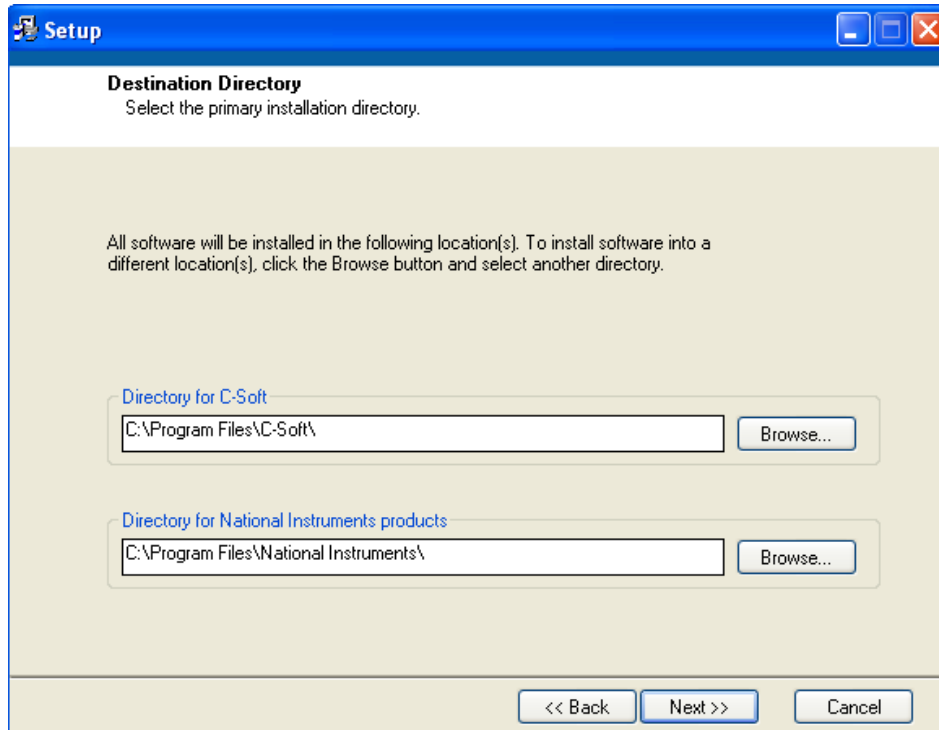 Setup
Destination Directory
Select the primary installation directory.
All software will be installed in the following location(s). To install software into a
different location(s), click the Browse button and select another directory.
Directory for C-Soft
C:\Program Files\C-Soft\
Browse...
Directory for National Instruments products
C:\Program Files\National Instruments\
Browse...
<< Back
Next >>
Cancel